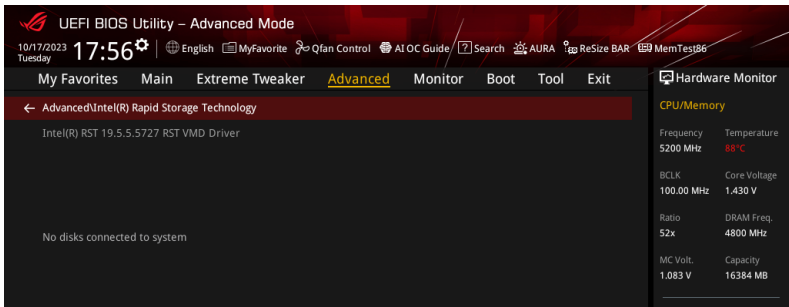 UEFI BIOS Utility – Advanced Mode
10/17/2023 Tuesday 17:56 English MyFavorite Qfan Control AI OC Guide Search AURA ReSize BAR MemTest86
My Favorites Main Extreme Tweaker Advanced Monitor Boot Tool Exit
← Advanced\Intel(R) Rapid Storage Technology
Intel(R) RST 19.5.5.5727 RST VMD Driver
No disks connected to system
Hardware Monitor
CPU/Memory
Frequency Temperature
5200 MHz 88°C
BCLK Core Voltage
100.00 MHz 1.430 V
Ratio DRAM Freq.
52x 4800 MHz
MC Volt. Capacity
1.083 V 16384 MB